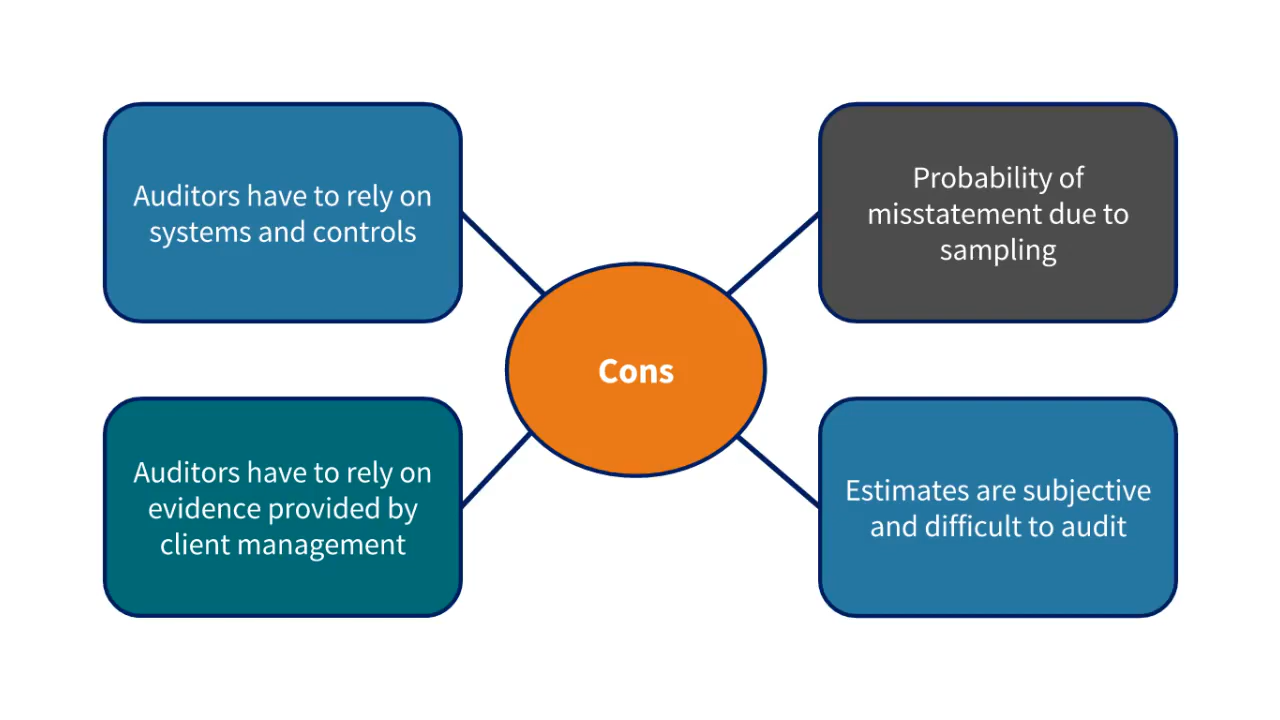 Auditors have to rely on
systems and controls
Probability of
misstatement due to
sampling
Cons
Auditors have to rely on
evidence provided by
client management
Estimates are subjective
and difficult to audit